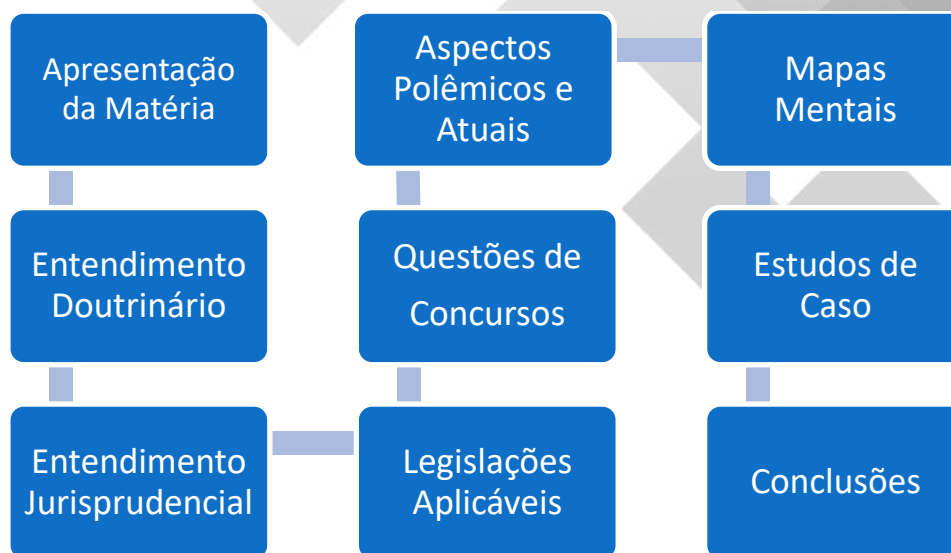 Apresentação
da Matéria
Entendimento
Doutrinário
Entendimento
Jurisprudencial
Legislações
Aplicáveis
Questões de
Concursos
Aspectos
Polêmicos e
Atuais
Mapas
Mentais
Estudos de
Caso
Conclusões